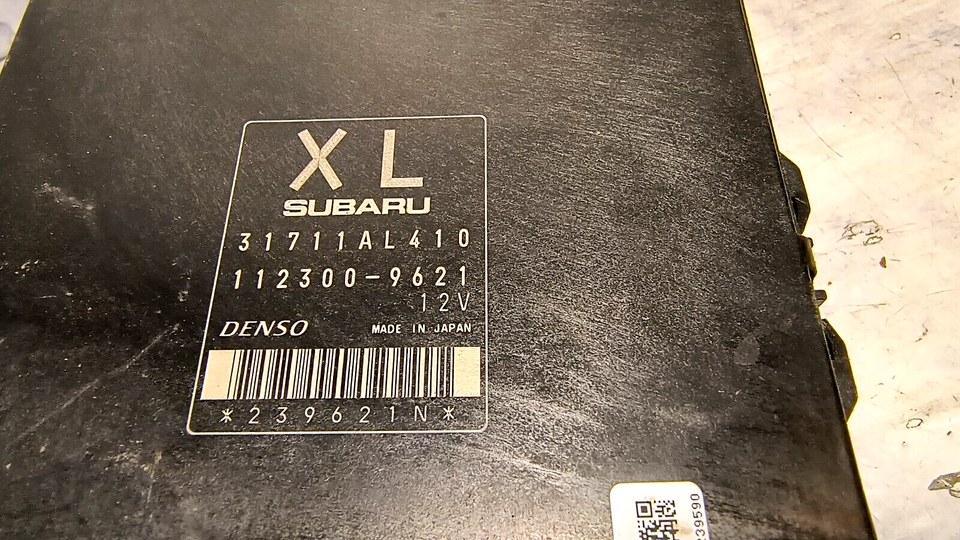 XL
SUBARU
31711AL410
112300-9621
12V
DENSO MADE IN JAPAN
*239621N*